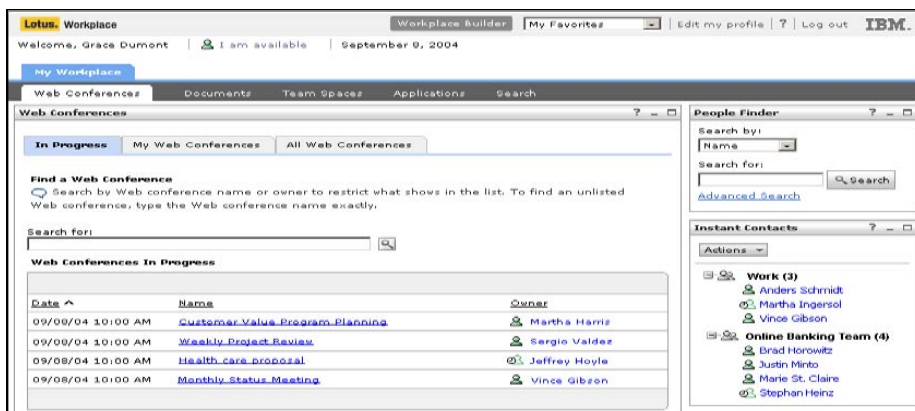 Lotus. Workplace
Workplace Builder
My Favorites
Edit my profile | ? | Log out
IBM.
Welcome, Grace Dumont | I am available | September 8, 2004
My Workplace
Web Conferences Documents Team Spaces Applications Search
Web Conferences
In Progress My Web Conferences All Web Conferences
Find a Web Conference
Search by Web conference name or owner to restrict what shows in the list. To find an unlisted
Web conference, type the Web conference name exactly.
Search for:
Web Conferences In Progress
Date Name Owner
09/08/04 10:00 AM Customer Value Program Planning Martha Harris
09/08/04 10:00 AM Weekly Project Review Sergio Valdez
09/08/04 10:00 AM Health care proposal Jeffrey Hoyle
09/08/04 10:00 AM Monthly Status Meeting Vince Gibson
People Finder
Search by:
Name
Search for:
Search
Advanced Search
Instant Contacts
Actions
Work (3)
Anders Schmidt
Martha Ingersol
Vince Gibson
Online Banking Team (4)
Brad Horowitz
Justin Minto
Marie St. Claire
Stephan Heinz